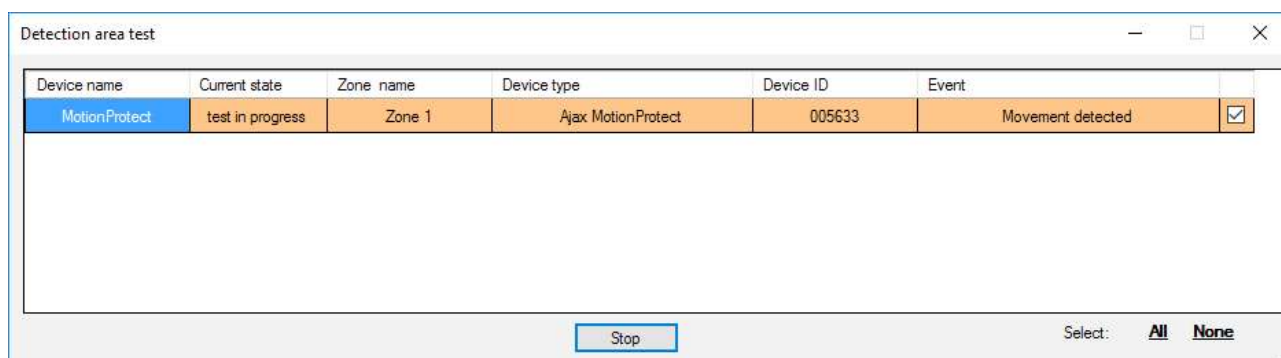 Detection area test
Device name Current state Zone name Device type Device ID Event
MotionProtect test in progress Zone 1 Ajax MotionProtect 005633 Movement detected
Stop Select: All None